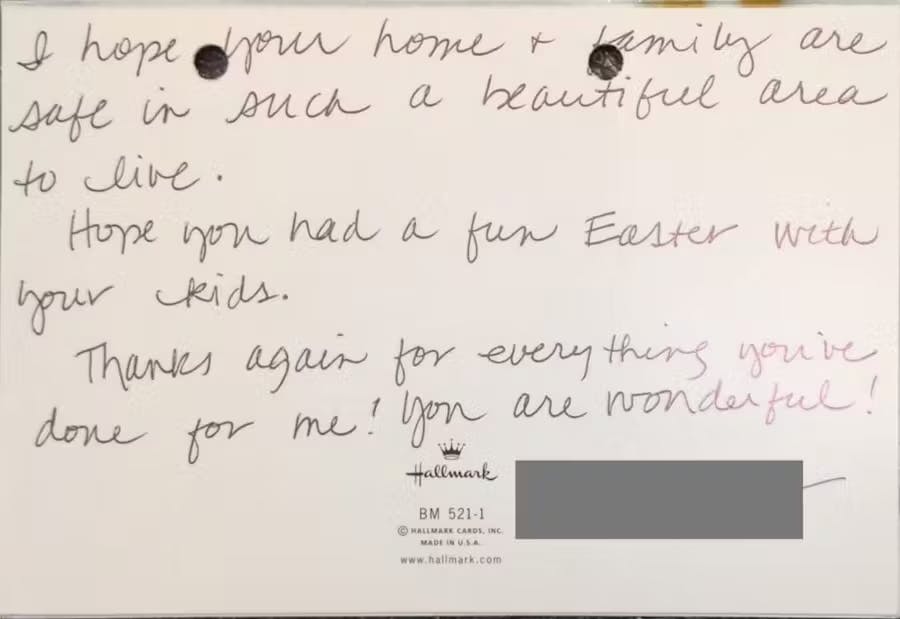 I hope your home + family are
safe in such a beautiful area
to live.
Hope you had a fun Easter with
your kids.
Thanks again for everything you've
done for me! You are wonderful!
Hallmark
BM 521-1
© HALLMARK CARDS, INC.
MADE IN U.S.A.
www.hallmark.com